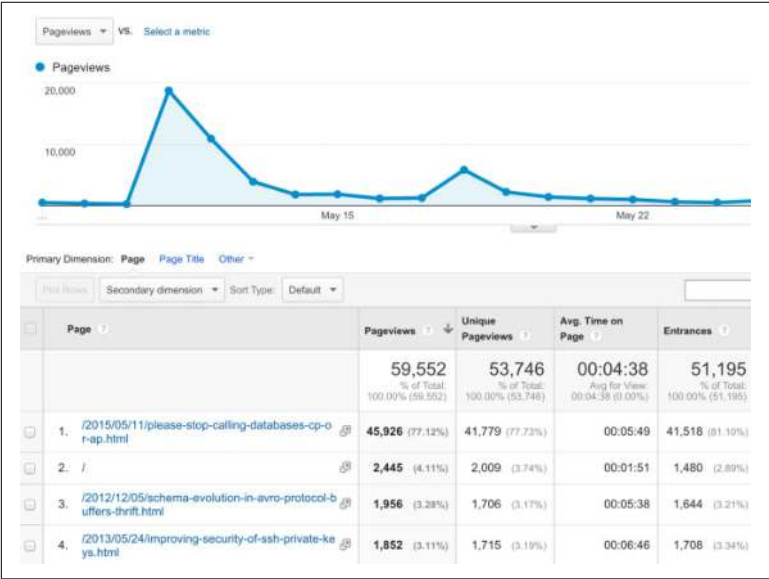 Pageviews VS. Select a metric
Pageviews
20,000
10,000
...
May 15
May 22
Primary Dimension: Page Page Title Other
Plot Rows Secondary dimension Sort Type: Default
Page ? Pageviews ? Unique Pageviews ? Avg. Time on Page ? Entrances ?
59,552 53,746 00:04:38 51,195
% of Total: % of Total: Avg for View: % of Total:
100.00% (59,552) 100.00% (53,746) 00:04:38 (0.00%) 100.00% (51,195)
1. /2015/05/11/please-stop-calling-databases-cp-o 45,926 (77.12%) 41,779 (77.73%) 00:05:49 41,518 (81.10%)
r-ap.html
2. / 2,445 (4.11%) 2,009 (3.74%) 00:01:51 1,480 (2.89%)
3. /2012/12/05/schema-evolution-in-avro-protocol-b 1,956 (3.28%) 1,706 (3.17%) 00:05:38 1,644 (3.21%)
uffers-thrift.html
4. /2013/05/24/improving-security-of-ssh-private-ke 1,852 (3.11%) 1,715 (3.19%) 00:06:46 1,708 (3.34%)
ys.html